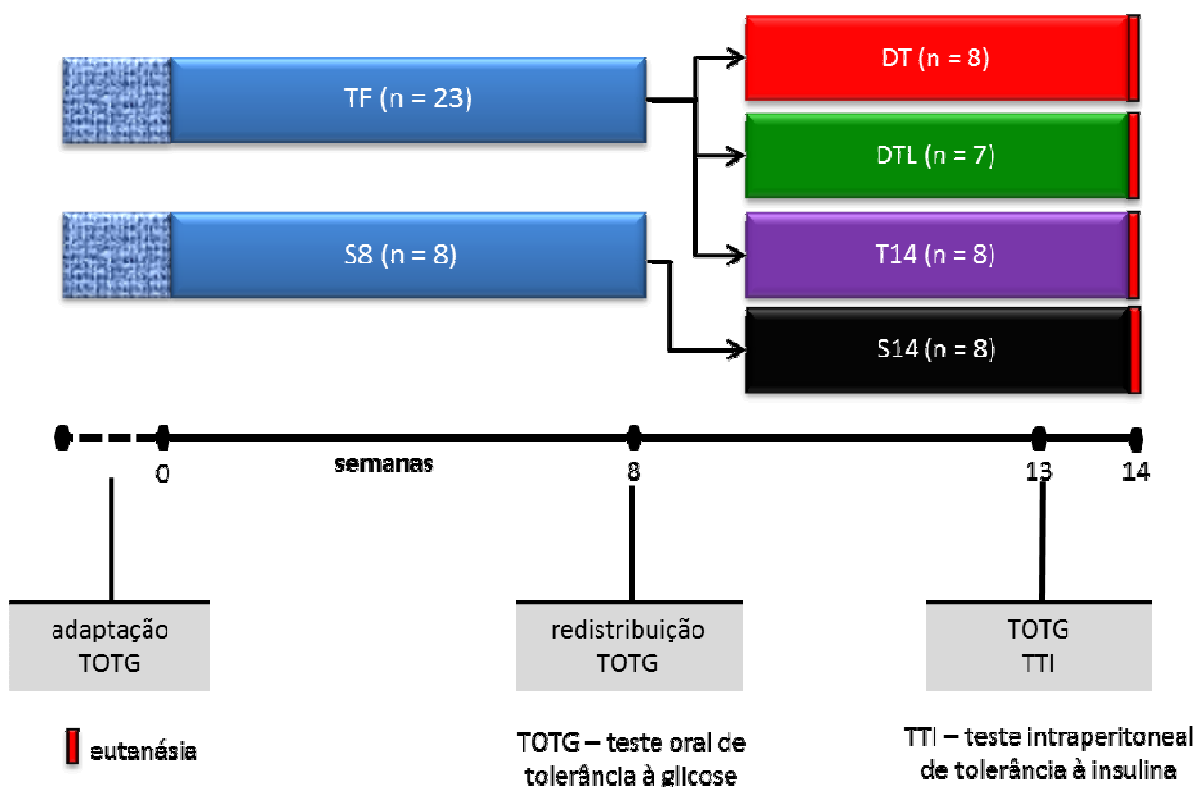 TF (n = 23)
S8 (n = 8)
DT (n = 8)
DTL (n = 7)
T14 (n = 8)
S14 (n = 8)
0
semanas
8
13
14
adaptação
TOTG
redistribuição
TOTG
TOTG
TTI
eutanásia
TOTG – teste oral de
tolerância à glicose
TTI – teste intraperitoneal
de tolerância à insulina